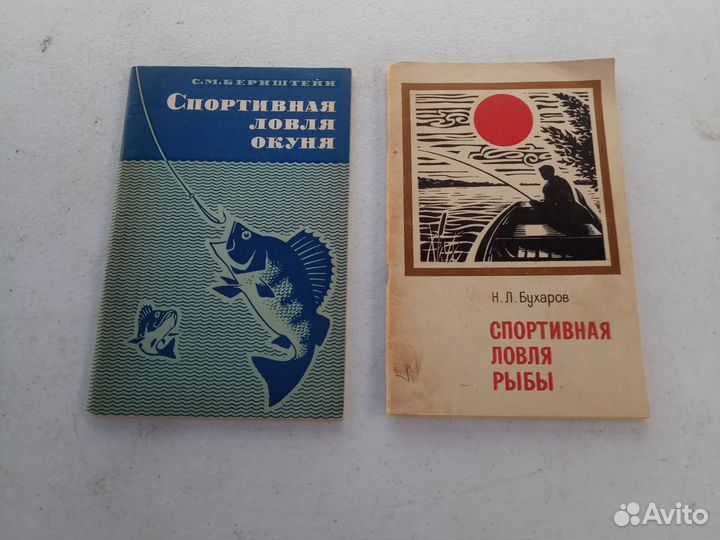 С.М.БЕРНШТЕЙН
СПОРТИВНАЯ
ЛОВЛЯ
ОКУНЯ
Н.Л.Бухаров
СПОРТИВНАЯ
ЛОВЛЯ
РЫБЫ
Avito